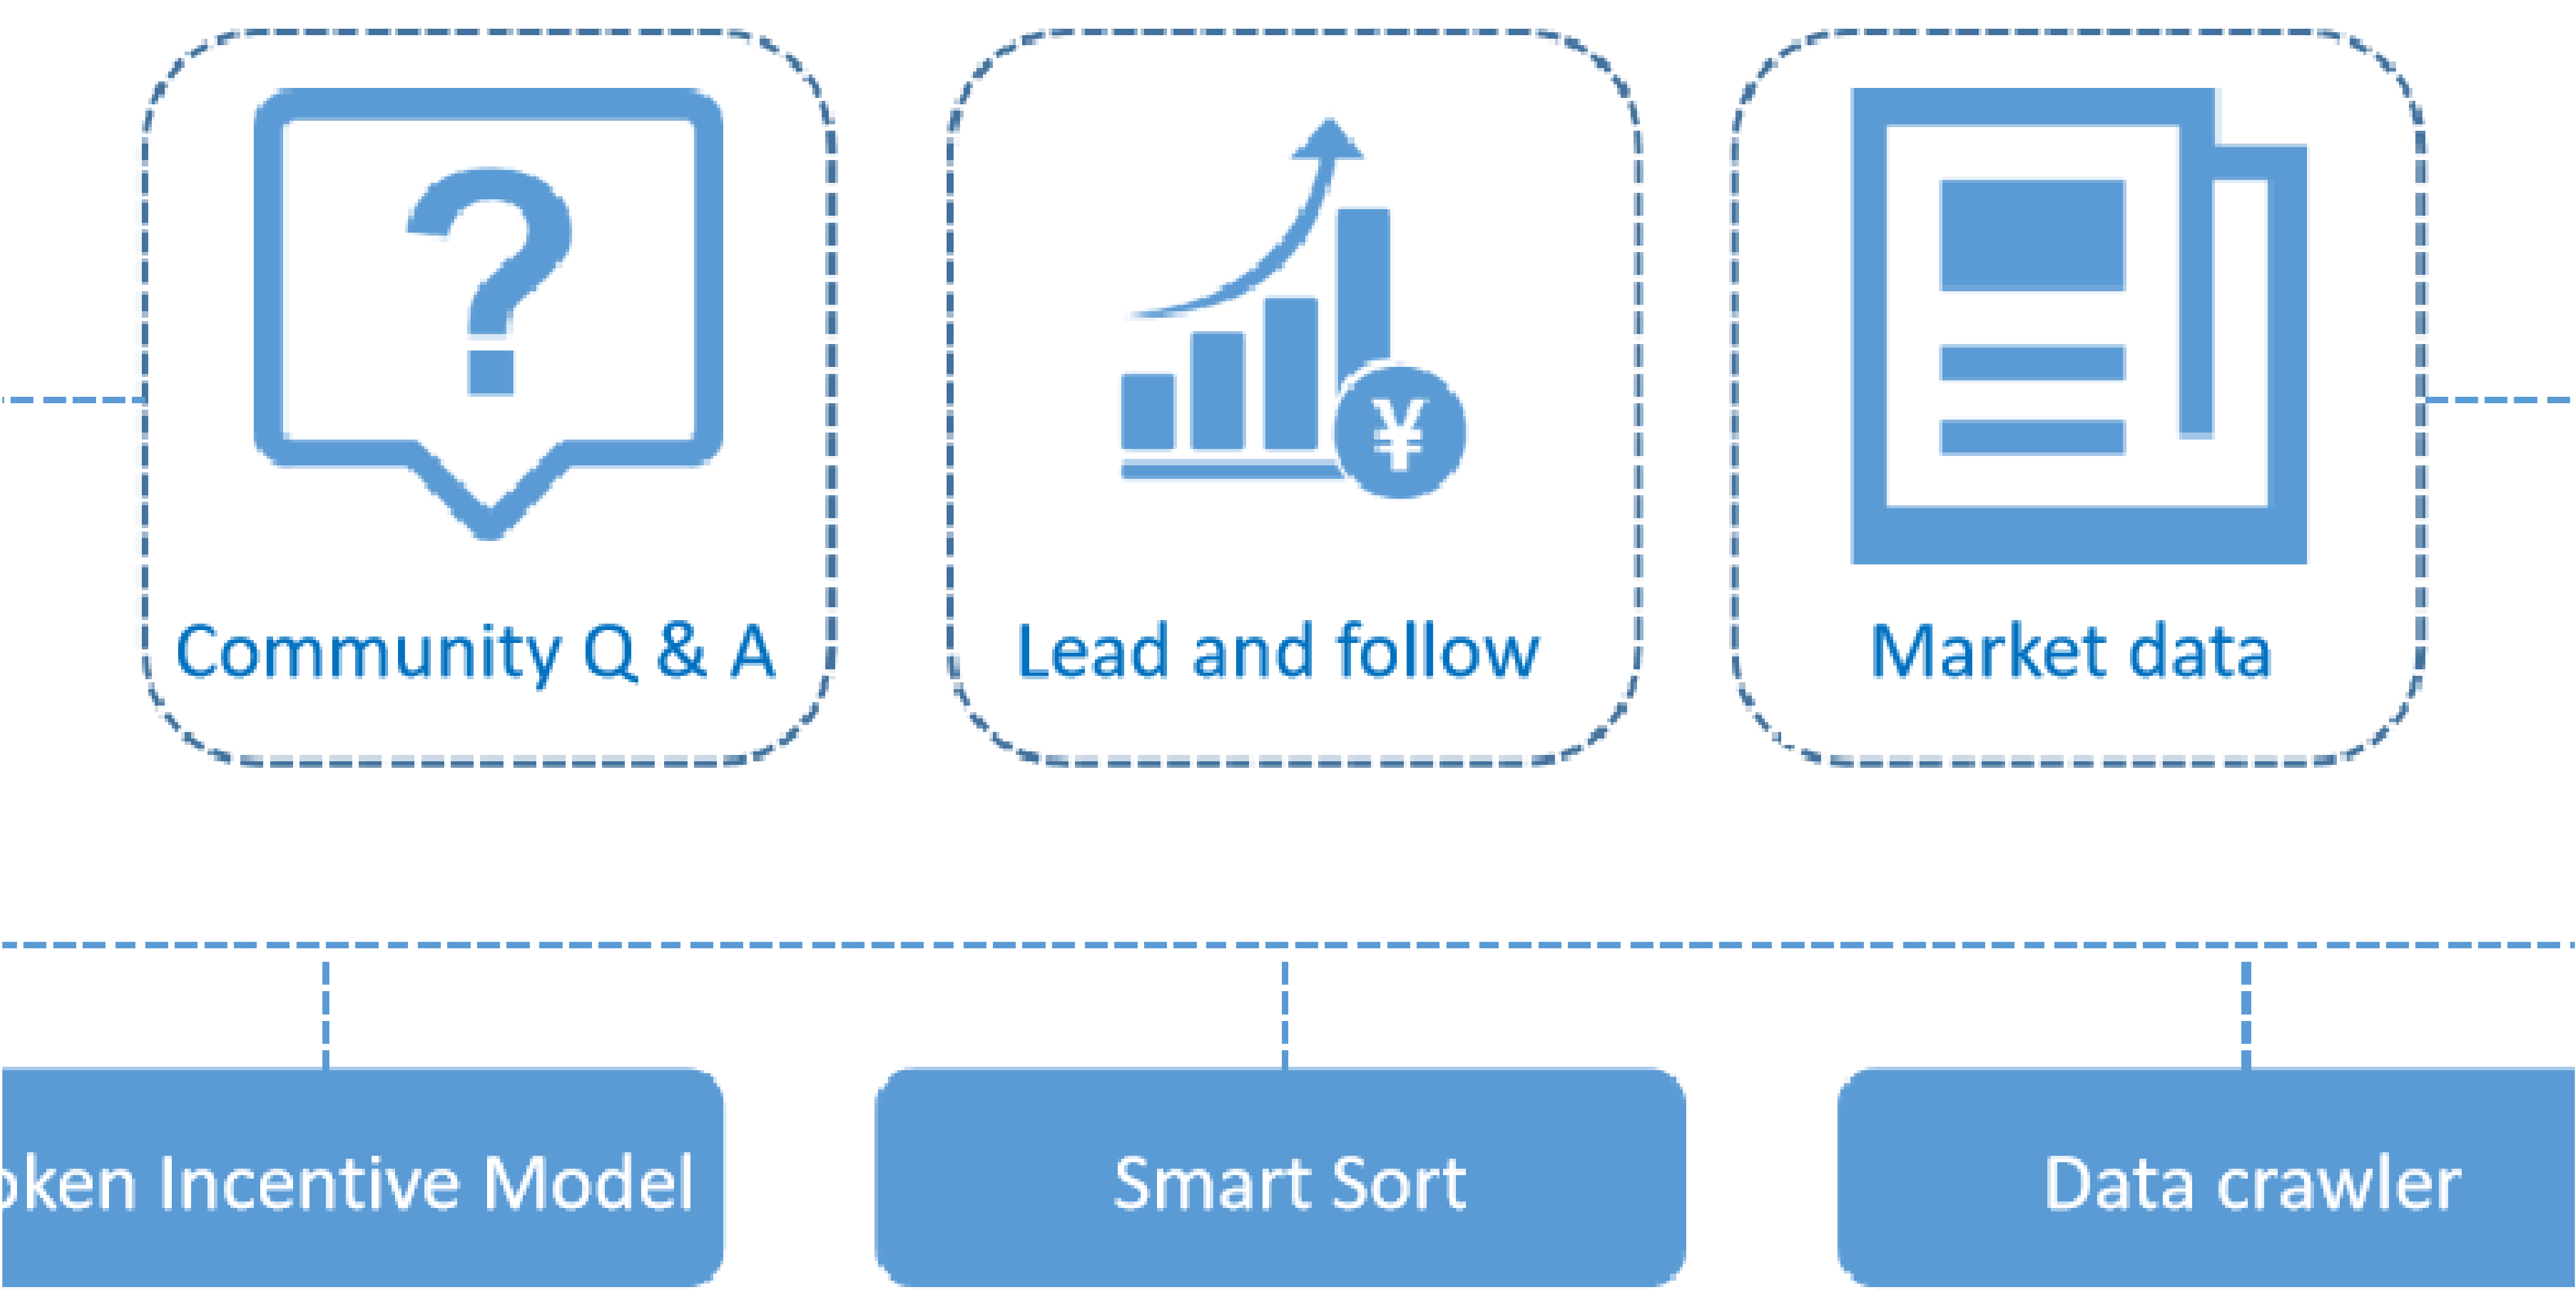 ?
¥
Community Q & A
Lead and follow
Market data
oken Incentive Model
Smart Sort
Data crawler